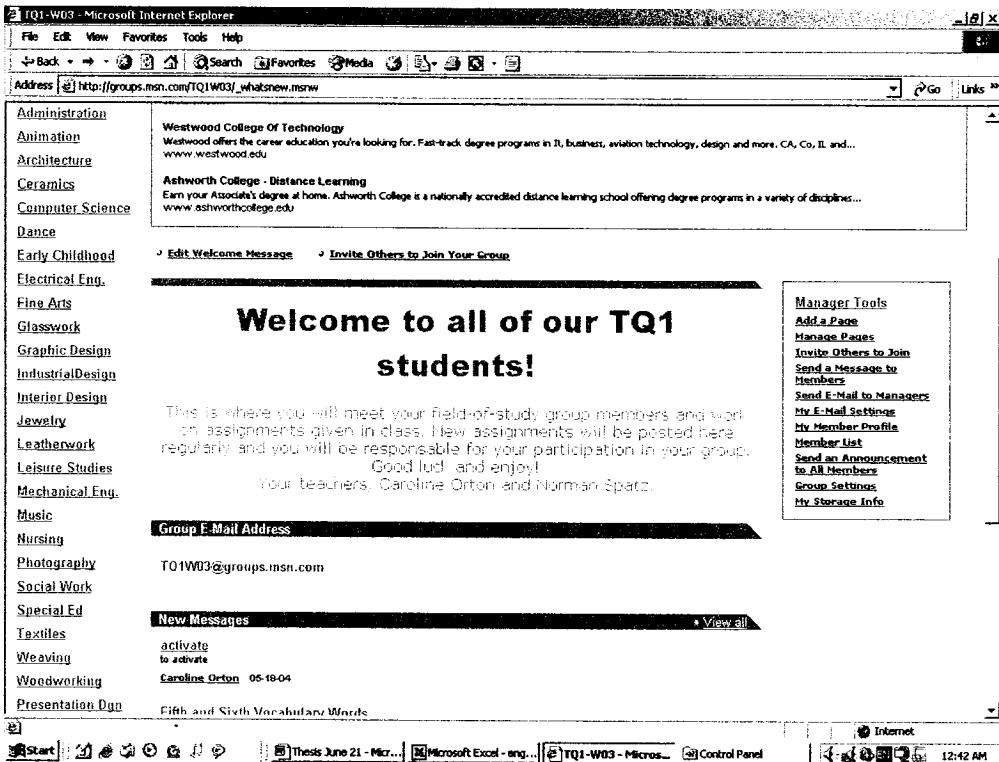 TQ1-W03 - Microsoft Internet Explorer
File Edit View Favorites Tools Help
Back Search Favorites Media
Address http://groups.msn.com/TQ1W03/_whatsnew.msnw Go Links »
Administration
Animation
Architecture
Ceramics
Computer Science
Dance
Early Childhood
Electrical Eng.
Fine Arts
Glasswork
Graphic Design
IndustrialDesign
Interior Design
Jewelry
Leatherwork
Leisure Studies
Mechanical Eng.
Music
Nursing
Photography
Social Work
Special Ed
Textiles
Weaving
Woodworking
Presentation Dgn
Westwood College Of Technology
Westwood offers the career education you're looking for. Fast-track degree programs in It, business, aviation technology, design and more. CA, Co, IL and...
www.westwood.edu
Ashworth College - Distance Learning
Earn your Associate's degree at home. Ashworth College is a nationally accredited distance learning school offering degree programs in a variety of disciplines...
www.ashworthcollege.edu
Edit Welcome Message Invite Others to Join Your Group
Welcome to all of our TQ1
students!
This is where you will meet your field-of-study group members and work
on assignments given in class. New assignments will be posted here
regularly and you will be responsible for your participation in your group.
Good luck and enjoy!
Your teachers, Caroline Orton and Norman Spatz.
Group E-Mail Address
TQ1W03@groups.msn.com
New Messages View all
activate
to activate
Caroline Orton 05-18-04
Fifth and Sixth Vocabulary Words
Manager Tools
Add a Page
Manage Pages
Invite Others to Join
Send a Message to
Members
Send E-Mail to Managers
My E-Mail Settings
My Member Profile
Member List
Send an Announcement
to All Members
Group Settings
My Storage Info
Internet
Start Thesis June 21 - Micr... Microsoft Excel - eng... TQ1-W03 - Micros... Control Panel 12:42 AM